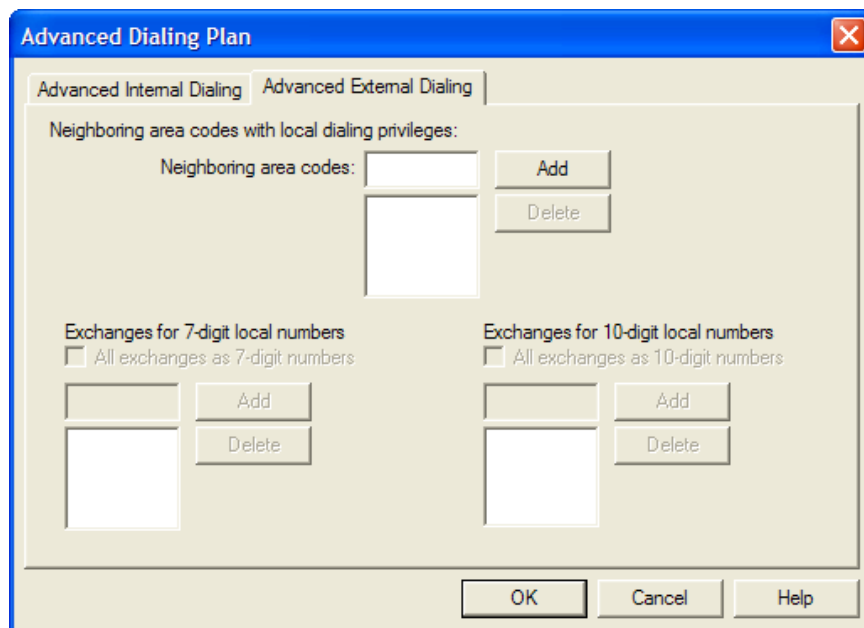 Advanced Dialing Plan
Advanced Internal Dialing
Advanced External Dialing
Neighboring area codes with local dialing privileges:
Neighboring area codes:
Add
Delete
Exchanges for 7-digit local numbers
All exchanges as 7-digit numbers
Add
Delete
Exchanges for 10-digit local numbers
All exchanges as 10-digit numbers
Add
Delete
OK
Cancel
Help